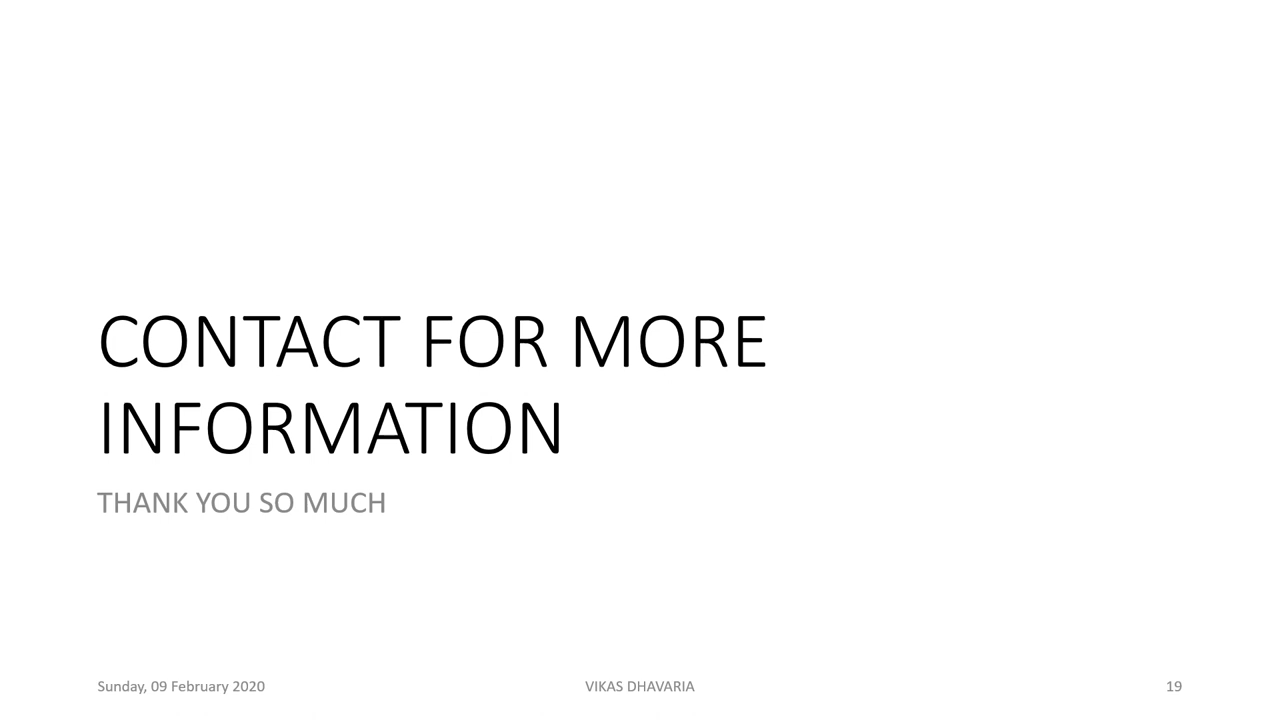 CONTACT FOR MORE
INFORMATION
THANK YOU SO MUCH
Sunday, 09 February 2020
VIKAS DHAVARIA
19